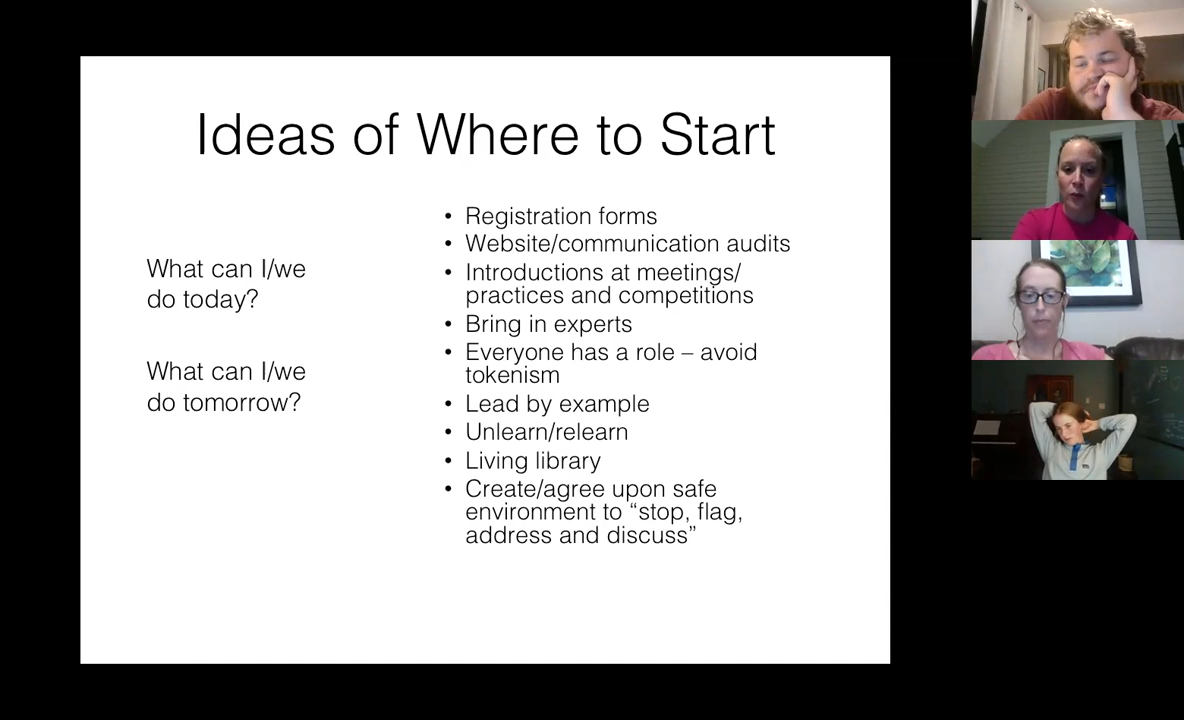 Ideas of Where to Start
What can I/we
do today?
What can I/we
do tomorrow?
• Registration forms
• Website/communication audits
• Introductions at meetings/
practices and competitions
• Bring in experts
• Everyone has a role – avoid
tokenism
• Lead by example
• Unlearn/relearn
• Living library
• Create/agree upon safe
environment to “stop, flag,
address and discuss”